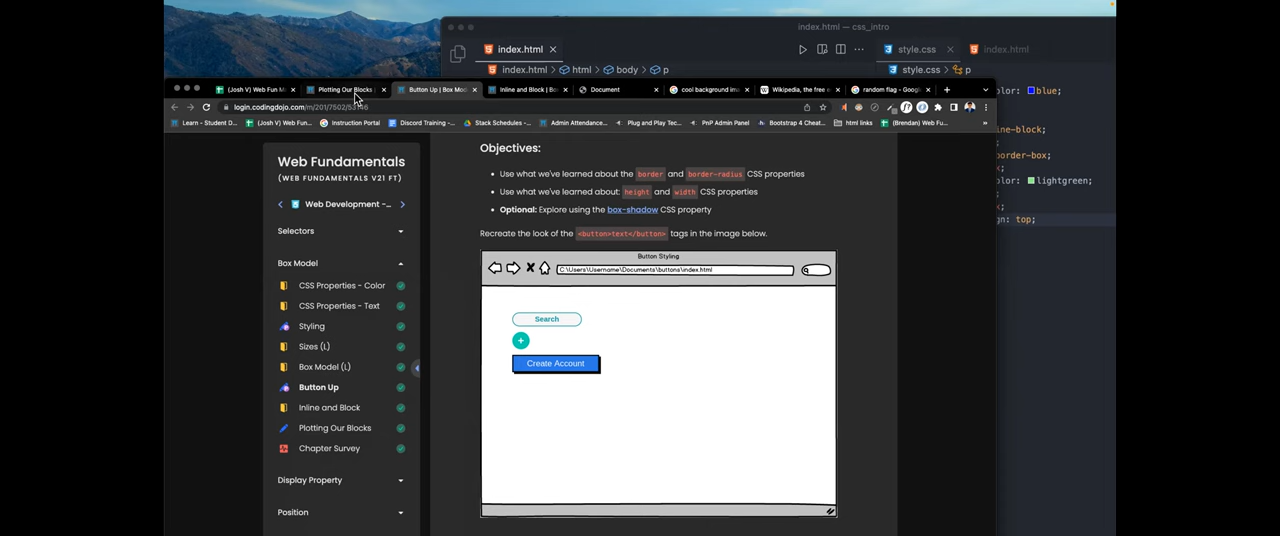 index.html — css_intro
index.html
style.css
index.html
index.html > html > body > p
style.css > p
(Josh V) Web Fun M
Plotting Our Blocks
Button Up | Box Mod
Inline and Block | Bo
Document
cool background ima
Wikipedia, the free e
random flag - Google
login.codingdojo.com/m/201/7502/
Learn - Student D...
(Josh V) Web Fun...
Instruction Portal
Discord Training -...
Stack Schedules -...
Admin Attendance...
Plug and Play Tec...
PnP Admin Panel
Bootstrap 4 Cheat...
html links
(Brendan) Web Fu...
olor: blue;
ine-block;
border-box;
olor: lightgreen;
gn: top;
Web Fundamentals
(WEB FUNDAMENTALS V21 FT)
Web Development -...
Selectors
Box Model
CSS Properties - Color
CSS Properties - Text
Styling
Sizes (L)
Box Model (L)
Button Up
Inline and Block
Plotting Our Blocks
Chapter Survey
Display Property
Position
Objectives:
Use what we've learned about the border and border-radius CSS properties
Use what we've learned about: height and width CSS properties
Optional: Explore using the box-shadow CSS property
Recreate the look of the <button>text</button> tags in the image below.
Button Styling
C:\Users\Username\Documents\buttons\index.html
Search
+
Create Account